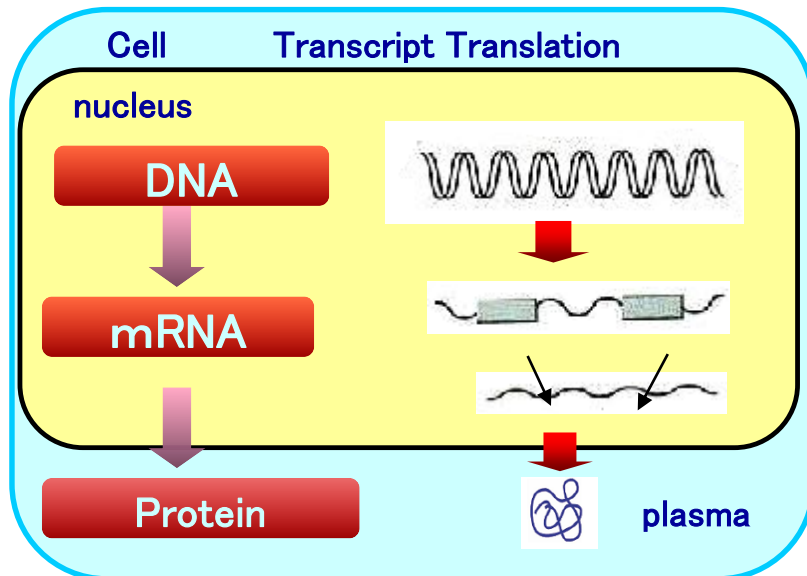 Cell Transcript Translation
nucleus
DNA
mRNA
Protein
plasma